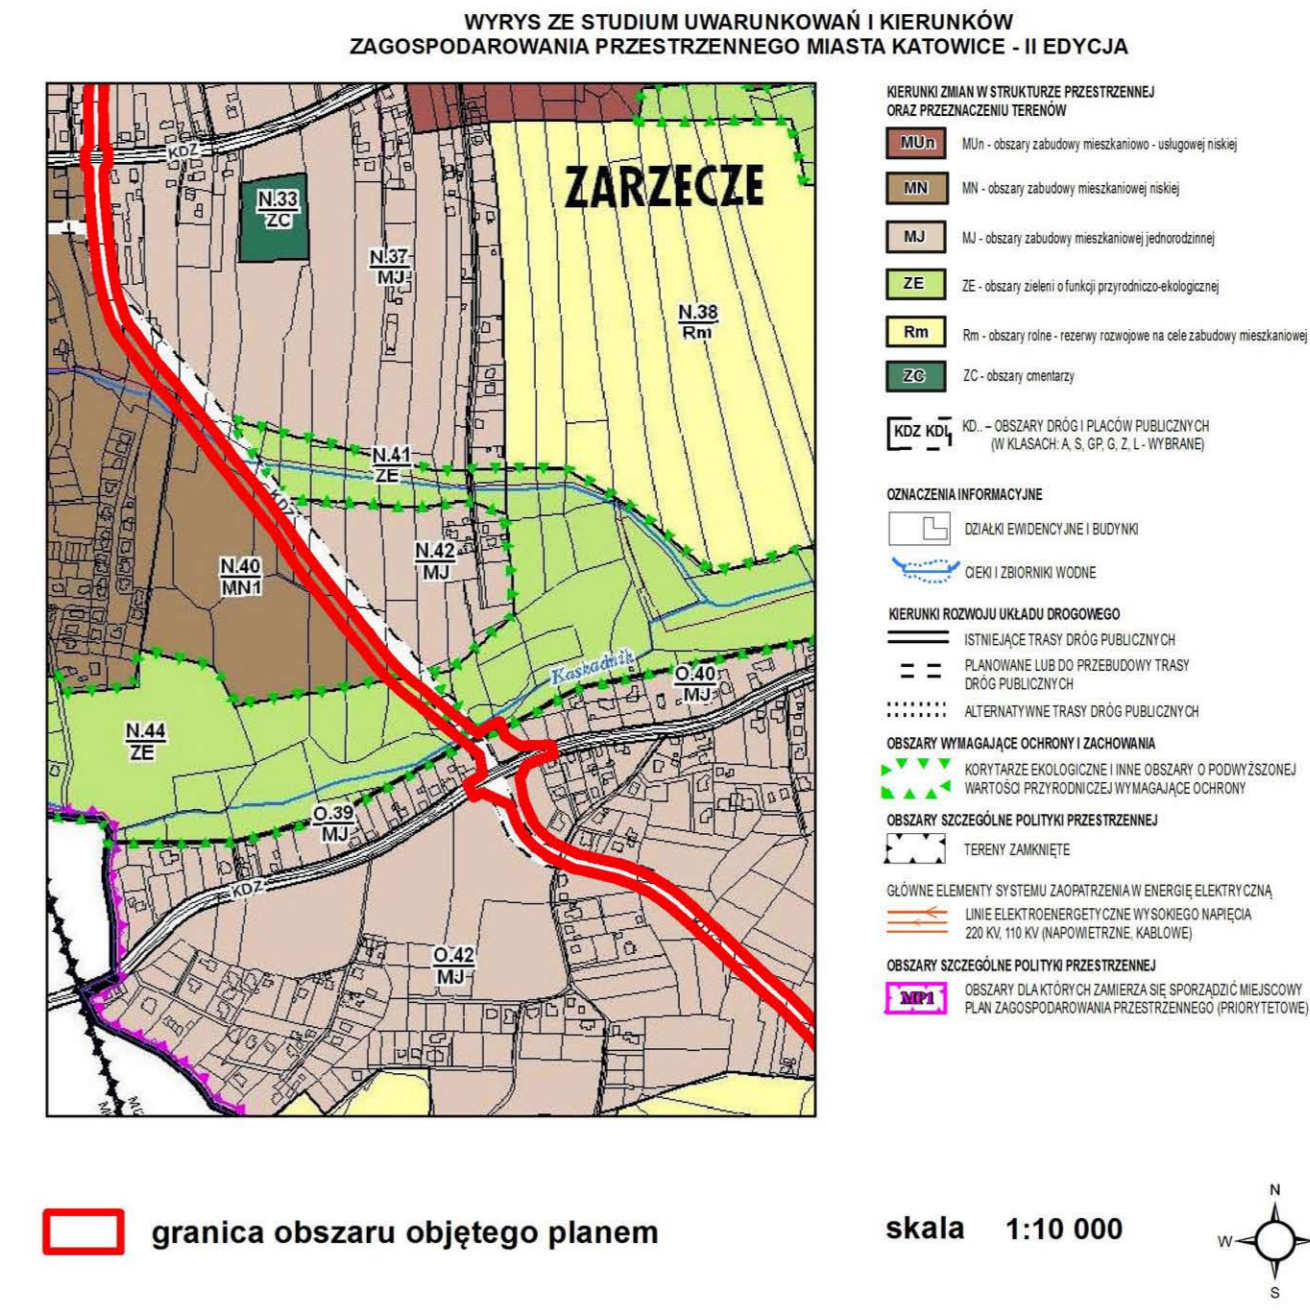 WYRYS ZE STUDIUM UWARUNKOWAŃ I KIERUNKÓW
ZAGOSPODAROWANIA PRZESTRZENNEGO MIASTA KATOWICE - II EDYCJA
KDZ
ZARZECZE
N.33
ZC
N.37
MJ
N.38
Rm
N.41
ZE
KDZ
N.42
MJ
N.40
MN1
Kaskadnik
O.40
MJ
N.44
ZE
O.39
MJ
KDZ
O.42
MJ
KIERUNKI ZMIAN W STRUKTURZE PRZESTRZENNEJ
ORAZ PRZEZNACZENIU TERENÓW
MUn MUn - obszary zabudowy mieszkaniowo - usługowej niskiej
MN MN - obszary zabudowy mieszkaniowej niskiej
MJ MJ - obszary zabudowy mieszkaniowej jednorodzinnej
ZE ZE - obszary zieleni o funkcji przyrodniczo-ekologicznej
Rm Rm - obszary rolne - rezerwy rozwojowe na cele zabudowy mieszkaniowej
ZC ZC - obszary cmentarzy
KDZ KDL KD.. – OBSZARY DRÓG I PLACÓW PUBLICZNYCH
(W KLASACH: A, S, GP, G, Z, L - WYBRANE)
OZNACZENIA INFORMACYJNE
DZIAŁKI EWIDENCYJNE I BUDYNKI
CIEKI I ZBIORNIKI WODNE
KIERUNKI ROZWOJU UKŁADU DROGOWEGO
ISTNIEJĄCE TRASY DRÓG PUBLICZNYCH
PLANOWANE LUB DO PRZEBUDOWY TRASY
DRÓG PUBLICZNYCH
ALTERNATYWNE TRASY DRÓG PUBLICZNYCH
OBSZARY WYMAGAJĄCE OCHRONY I ZACHOWANIA
KORYTARZE EKOLOGICZNE I INNE OBSZARY O PODWYŻSZONEJ
WARTOŚCI PRZYRODNICZEJ WYMAGAJĄCE OCHRONY
OBSZARY SZCZEGÓLNE POLITYKI PRZESTRZENNEJ
TERENY ZAMKNIĘTE
GŁÓWNE ELEMENTY SYSTEMU ZAOPATRZENIA W ENERGIĘ ELEKTRYCZNĄ
LINIE ELEKTROENERGETYCZNE WYSOKIEGO NAPIĘCIA
220 KV, 110 KV (NAPOWIETRZNE, KABLOWE)
OBSZARY SZCZEGÓLNE POLITYKI PRZESTRZENNEJ
MP1 OBSZARY DLA KTÓRYCH ZAMIERZA SIĘ SPORZĄDZIĆ MIEJSCOWY
PLAN ZAGOSPODAROWANIA PRZESTRZENNEGO (PRIORYTETOWE)
granica obszaru objętego planem
skala 1:10 000
N
W
S